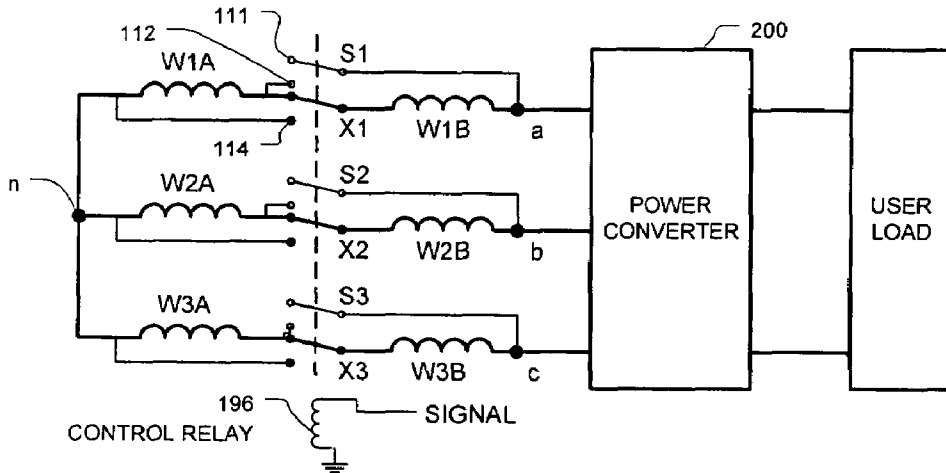 111
112
S1
200
W1A
X1
W1B
a
114
n
W2A
S2
X2
W2B
b
POWER
CONVERTER
USER
LOAD
W3A
S3
X3
W3B
c
196
SIGNAL
CONTROL RELAY